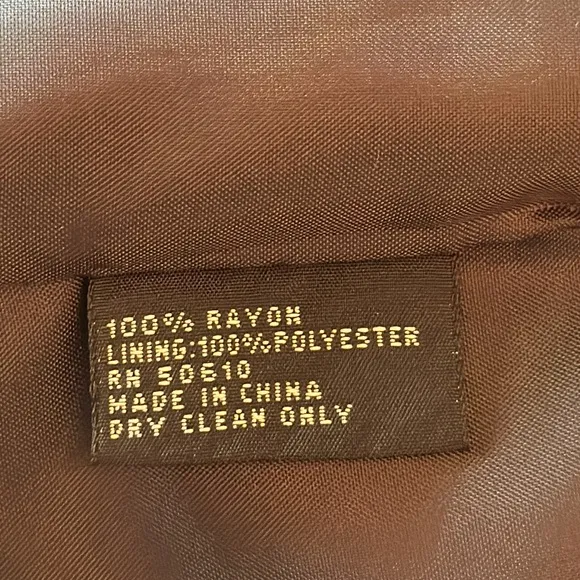 100% RAYON
LINING:100%POLYESTER
RN 50610
MADE IN CHINA
DRY CLEAN ONLY